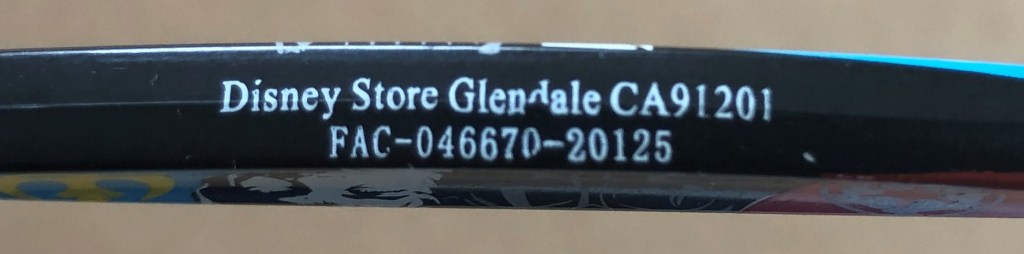 Disney Store Glendale CA91201
FAC-046670-20125